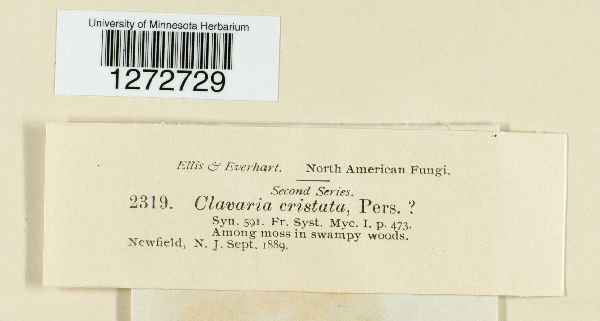 University of Minnesota Herbarium
1272729
Ellis & Everhart. North American Fungi.
Second Series.
2319. Clavaria cristata, Pers. ?
Syn. 591. Fr. Syst. Myc. I. p. 473.
Among moss in swampy woods.
Newfield, N. J. Sept. 1889.